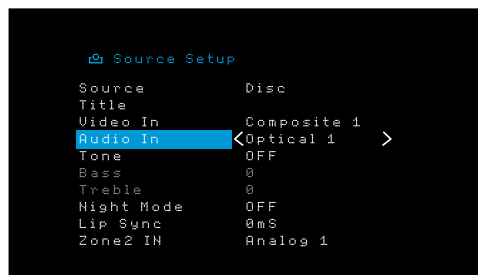 Source Setup
Source Disc
Title
Video In Composite 1
Audio In Optical 1
Tone OFF
Bass 0
Treble 0
Night Mode OFF
Lip Sync 0mS
Zone2 IN Analog 1